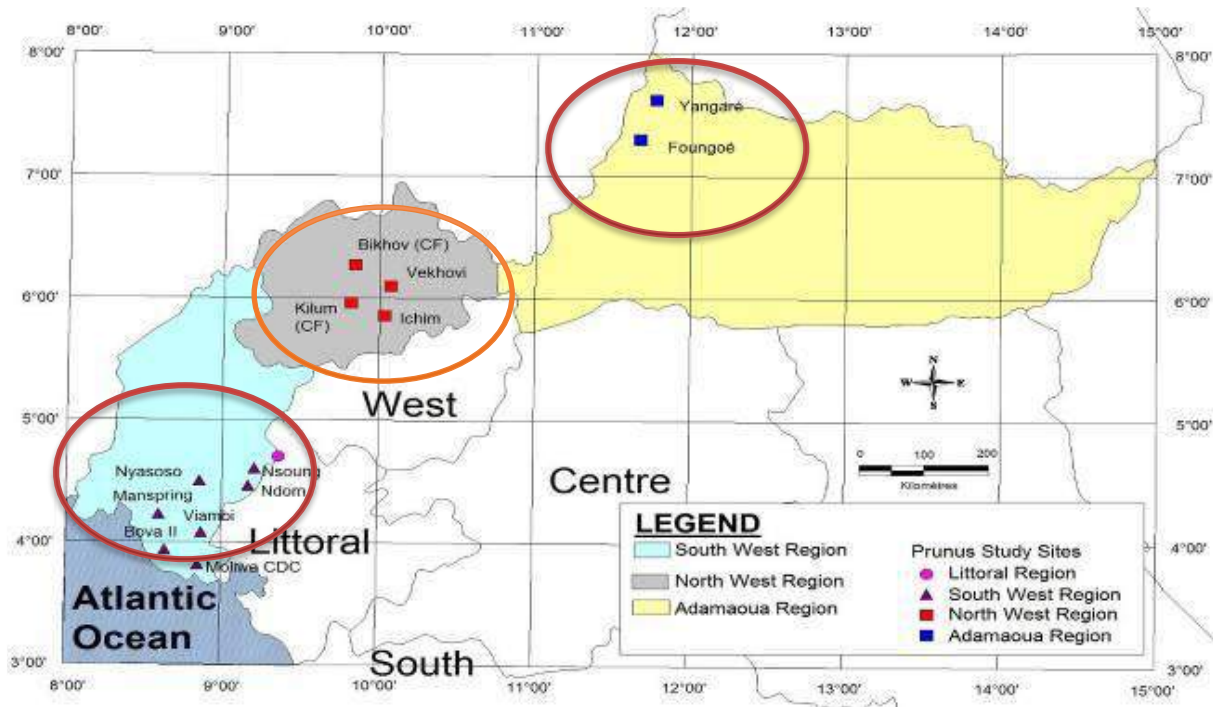 8°00' 9°00' 10°00' 11°00' 12°00' 13°00' 14°00' 15°00'
8°00' 8°00'
Yangaré
Foungoé
7°00' 7°00'
Bikhov (CF)
Vekhovi
6°00' 6°00'
Kilum (CF)
Ichim
N
W E
S
West
5°00' 5°00'
Nyasoso
Nsoung
Ndom
Manspring
Viambi
Bova II
0 100 200
Kilomèires
Centre
4°00' 4°00'
Littoral
Moliwe CDC
Atlantic
Ocean
South
3°00' 3°00'
LEGEND
South West Region
North West Region
Adamaoua Region
Prunus Study Sites
Littoral Region
South West Region
North West Region
Adamaoua Region
8°00' 9°00' 10°00' 11°00' 12°00' 13°00' 14°00' 15°00'